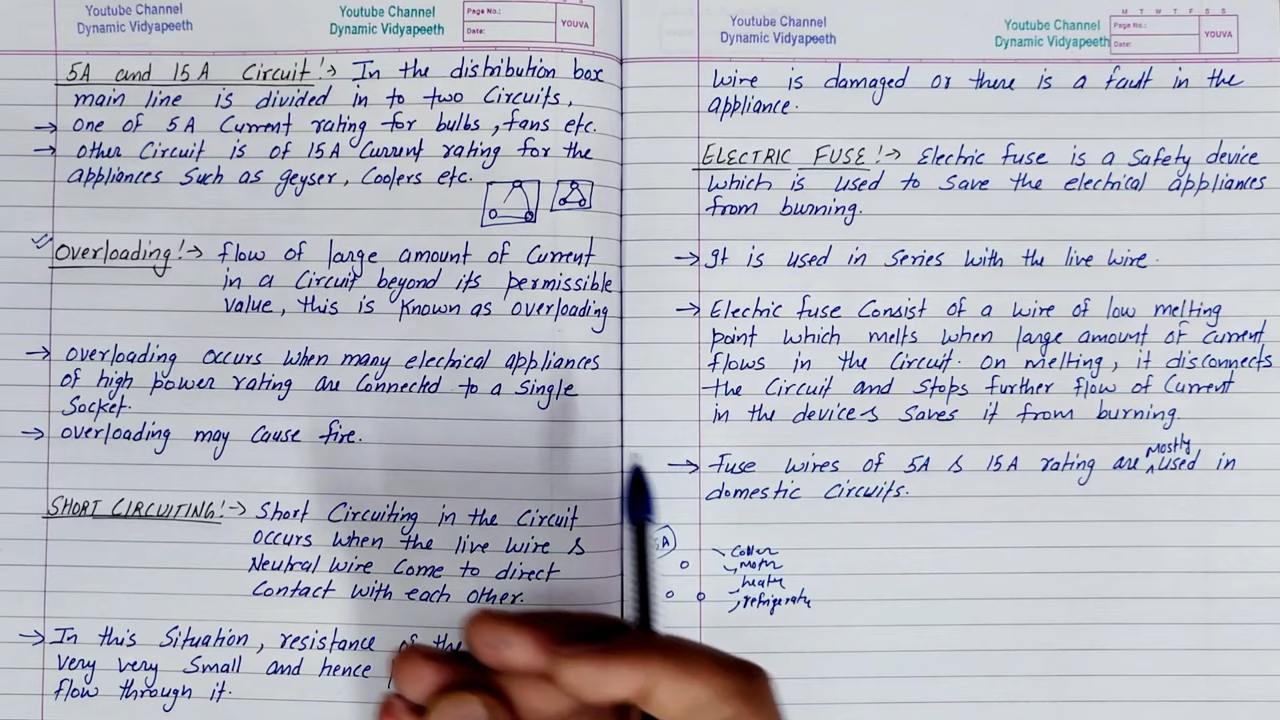 Youtube Channel
Dynamic Vidyapeeth
Youtube Channel
Dynamic Vidyapeeth
Page No.:
Date:
YOUVA
5A and 15 A Circuit!→ In the distribution box
main line is divided in to two Circuits,
→ One of 5A Current rating for bulbs, fans etc.
→ Other Circuit is of 15A Current rating for the
appliances Such as geyser, Coolers etc.
Overloading!→ flow of large amount of Current
in a Circuit beyond its permissible
value, this is known as overloading
→ overloading occurs when many electrical appliances
of high power rating are Connected to a Single
Socket.
→ overloading may Cause fire.
SHORT CIRCUITING!→ Short Circuiting in the Circuit
occurs when the live wire &
Neutral wire Come to direct
Contact with each other.
→ In this Situation, resistance of the
very very Small and hence
flow through it.
Youtube Channel
Dynamic Vidyapeeth
Youtube Channel
Dynamic Vidyapeeth
M T W T F S S
Page No.:
Date:
YOUVA
wire is damaged or there is a fault in the
appliance.
ELECTRIC FUSE!→ Electric fuse is a Safety device
which is used to Save the electrical appliances
from burning.
→ It is used in Series with the live wire.
→ Electric fuse Consist of a wire of low melting
point which melts when large amount of Current
flows in the Circuit. On melting, it disconnects
the Circuit and Stops further flow of Current
in the device & Saves it from burning.
→ Fuse wires of 5A & 15A rating are Mostly used in
domestic Circuits.
heater